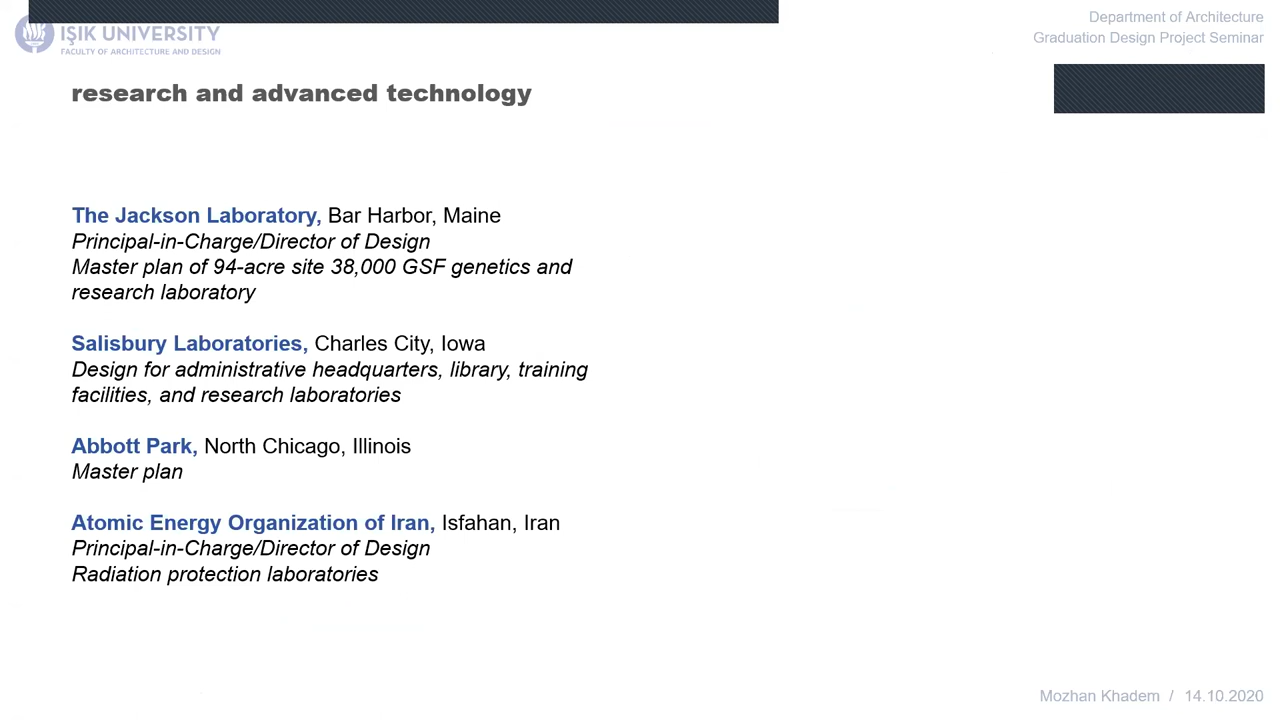 IŞIK UNIVERSITY
FACULTY OF ARCHITECTURE AND DESIGN
Department of Architecture
Graduation Design Project Seminar
research and advanced technology
The Jackson Laboratory, Bar Harbor, Maine
Principal-in-Charge/Director of Design
Master plan of 94-acre site 38,000 GSF genetics and
research laboratory
Salisbury Laboratories, Charles City, Iowa
Design for administrative headquarters, library, training
facilities, and research laboratories
Abbott Park, North Chicago, Illinois
Master plan
Atomic Energy Organization of Iran, Isfahan, Iran
Principal-in-Charge/Director of Design
Radiation protection laboratories
Mozhan Khadem / 14.10.2020